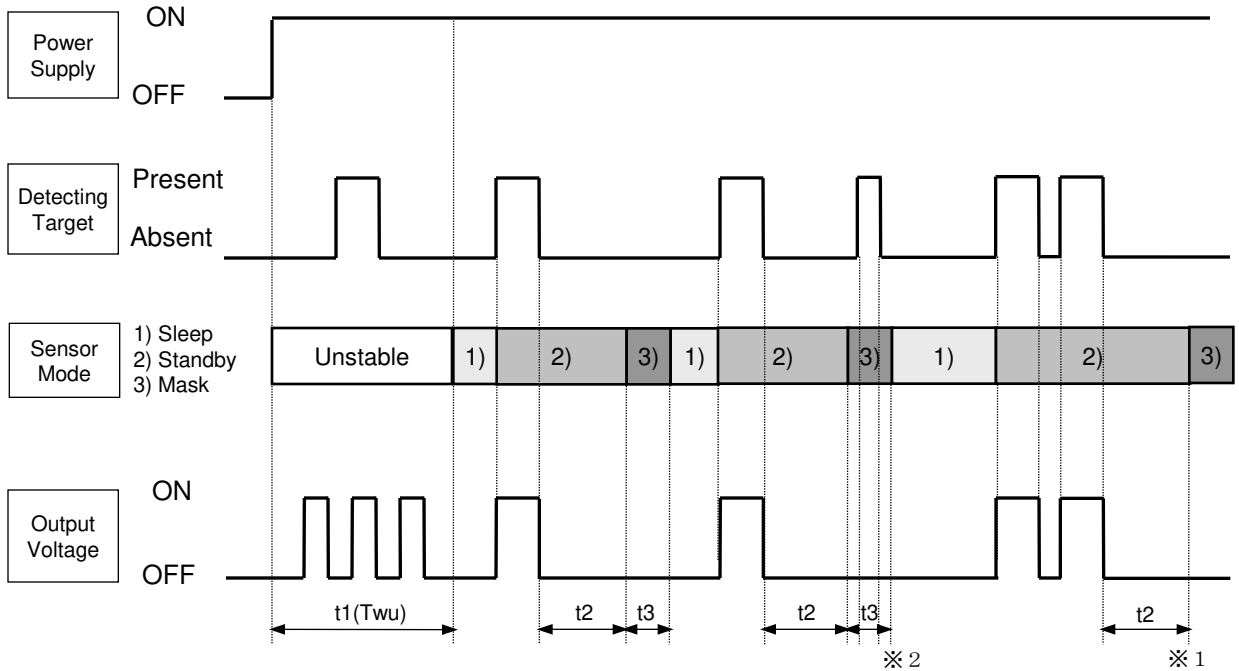 ON
Power
Supply
OFF
Detecting
Target
Present
Absent
Sensor
Mode
1) Sleep
2) Standby
3) Mask
Unstable
1)
2)
3)
1)
2)
3)
1)
2)
3)
ON
Output
Voltage
OFF
t1(Twu)
t2
t3
t2
t3
t2
※2
※1